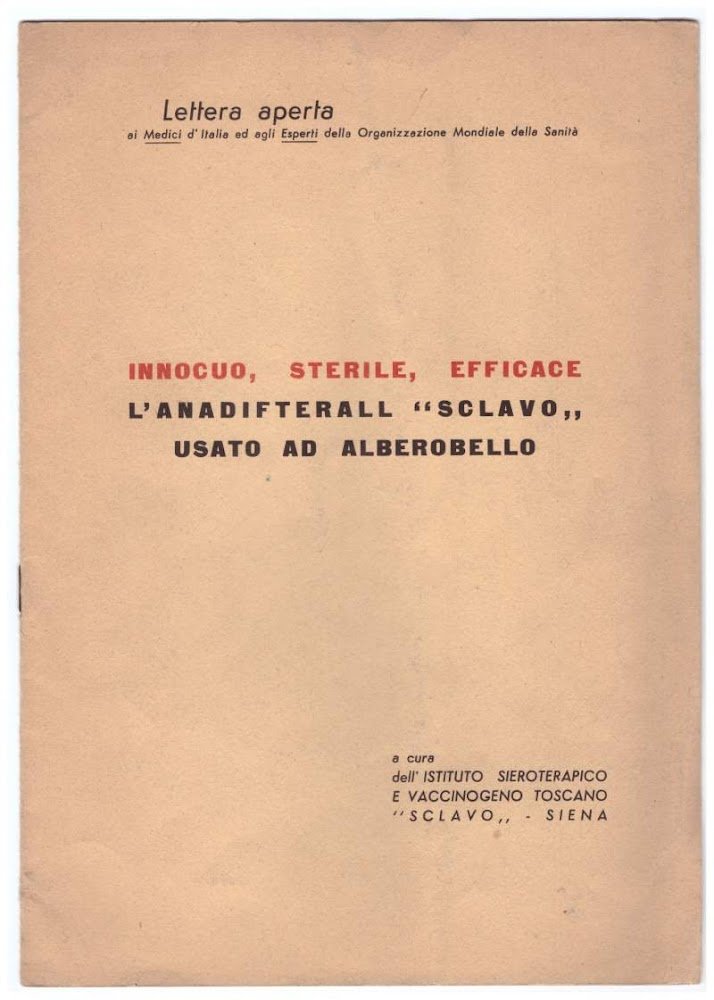 Lettera aperta
ai Medici d'Italia ed agli Esperti della Organizzazione Mondiale della Sanità
INNOCUO, STERILE, EFFICACE
L'ANADIFTERALL “SCLAVO„
USATO AD ALBEROBELLO
a cura
dell' ISTITUTO SIEROTERAPICO
E VACCINOGENO TOSCANO
“SCLAVO„ - SIENA